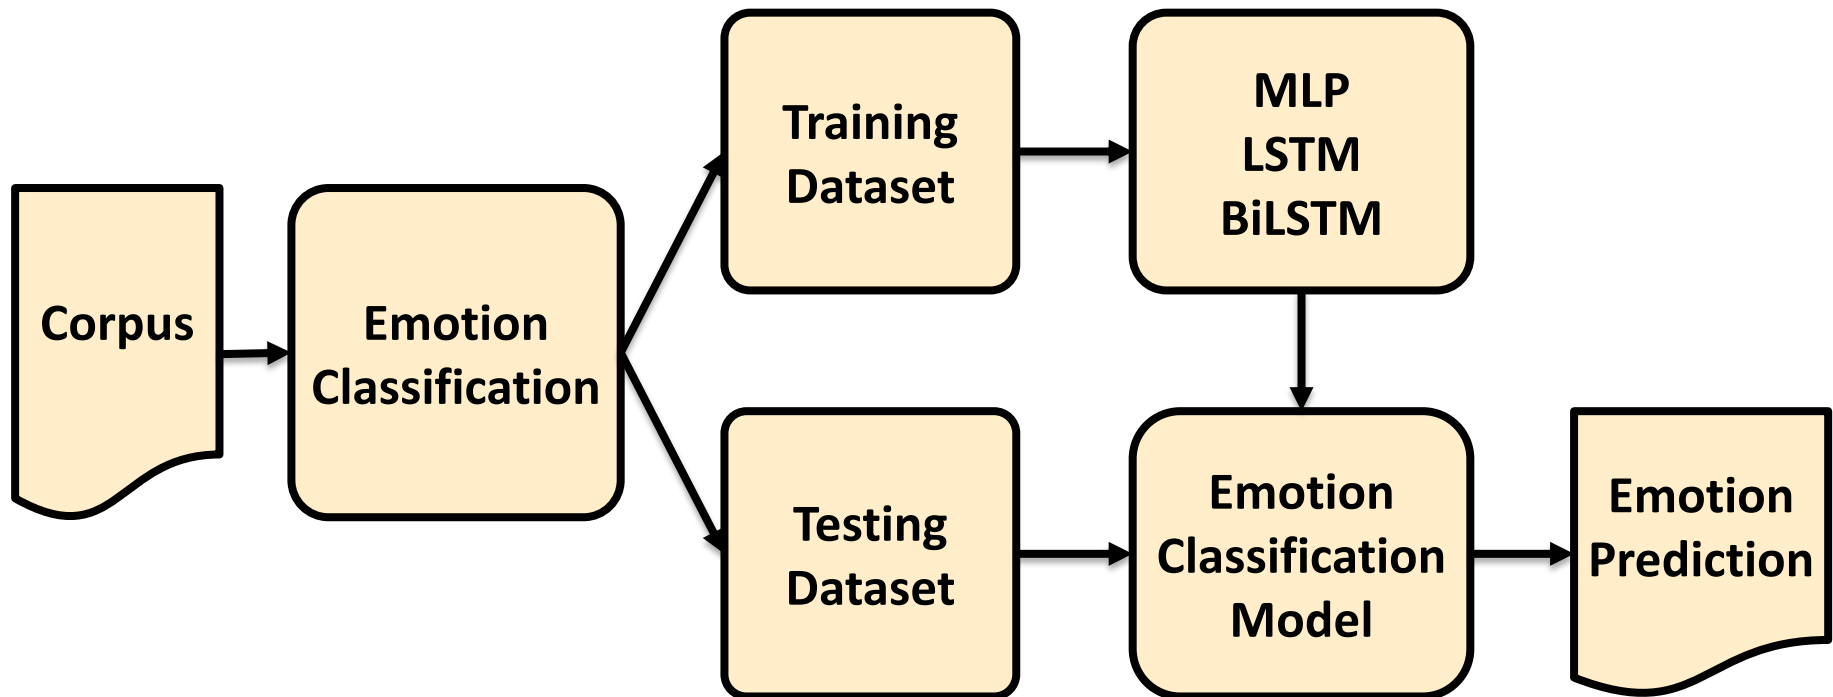 Corpus
Emotion
Classification
Training
Dataset
MLP
LSTM
BiLSTM
Testing
Dataset
Emotion
Classification
Model
Emotion
Prediction